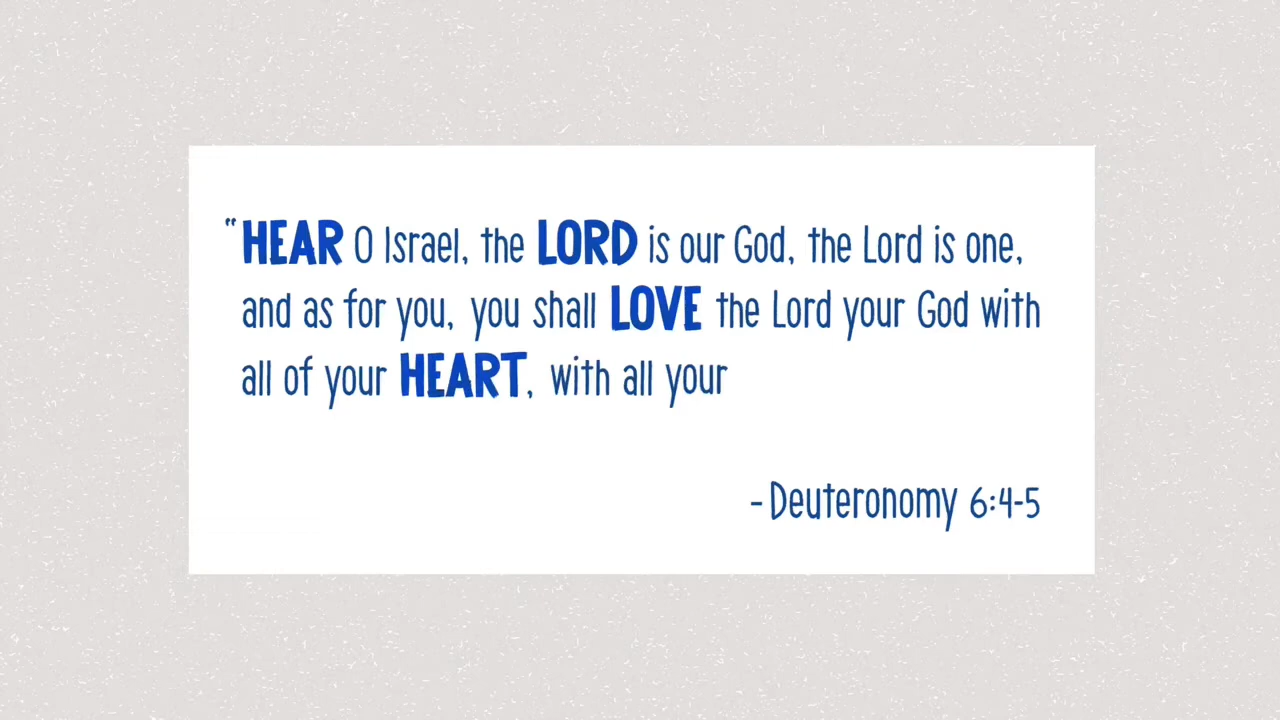 “HEAR O Israel, the LORD is our God, the Lord is one,
and as for you, you shall LOVE the Lord your God with
all of your HEART, with all your
-Deuteronomy 6:4-5